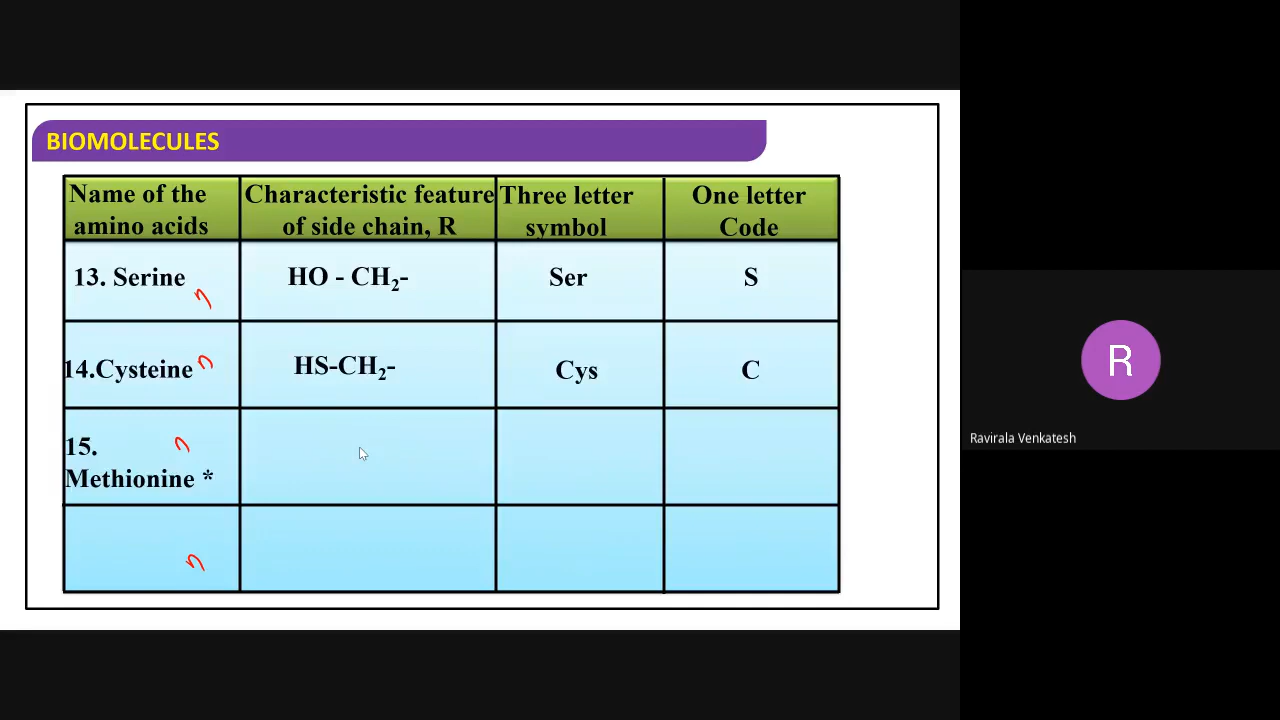 BIOMOLECULES
Name of the amino acids
Characteristic feature of side chain, R
Three letter symbol
One letter Code
13. Serine
n
HO - CH₂-
Ser
S
14.Cysteine
n
HS-CH₂-
Cys
C
15.
n
Methionine *
n
R
Ravirala Venkatesh